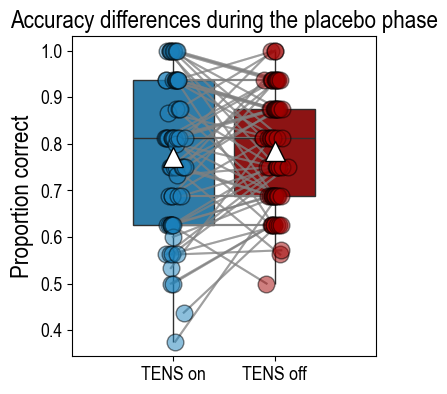 Accuracy differences during the placebo phase
Proportion correct
1.0
0.9
0.8
0.7
0.6
0.5
0.4
TENS on
TENS off